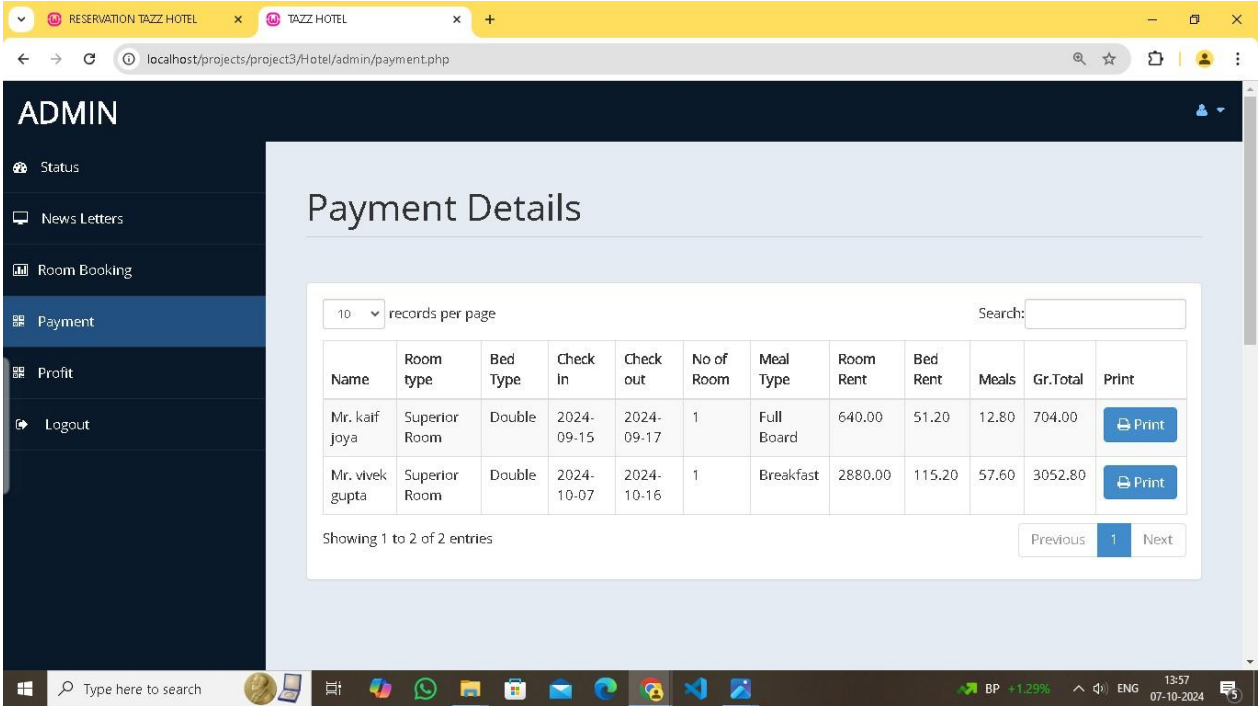 RESERVATION TAZZ HOTEL
TAZZ HOTEL
localhost/projects/project3/Hotel/admin/payment.php
ADMIN
Status
News Letters
Room Booking
Payment
Profit
Logout
Payment Details
10 records per page Search:
Name Room type Bed Type Check in Check out No of Room Meal Type Room Rent Bed Rent Meals Gr.Total Print
Mr. kaif joya Superior Room Double 2024-09-15 2024-09-17 1 Full Board 640.00 51.20 12.80 704.00 Print
Mr. vivek gupta Superior Room Double 2024-10-07 2024-10-16 1 Breakfast 2880.00 115.20 57.60 3052.80 Print
Showing 1 to 2 of 2 entries
Previous 1 Next
Type here to search
BP +1.29%
ENG
13:57
07-10-2024
5